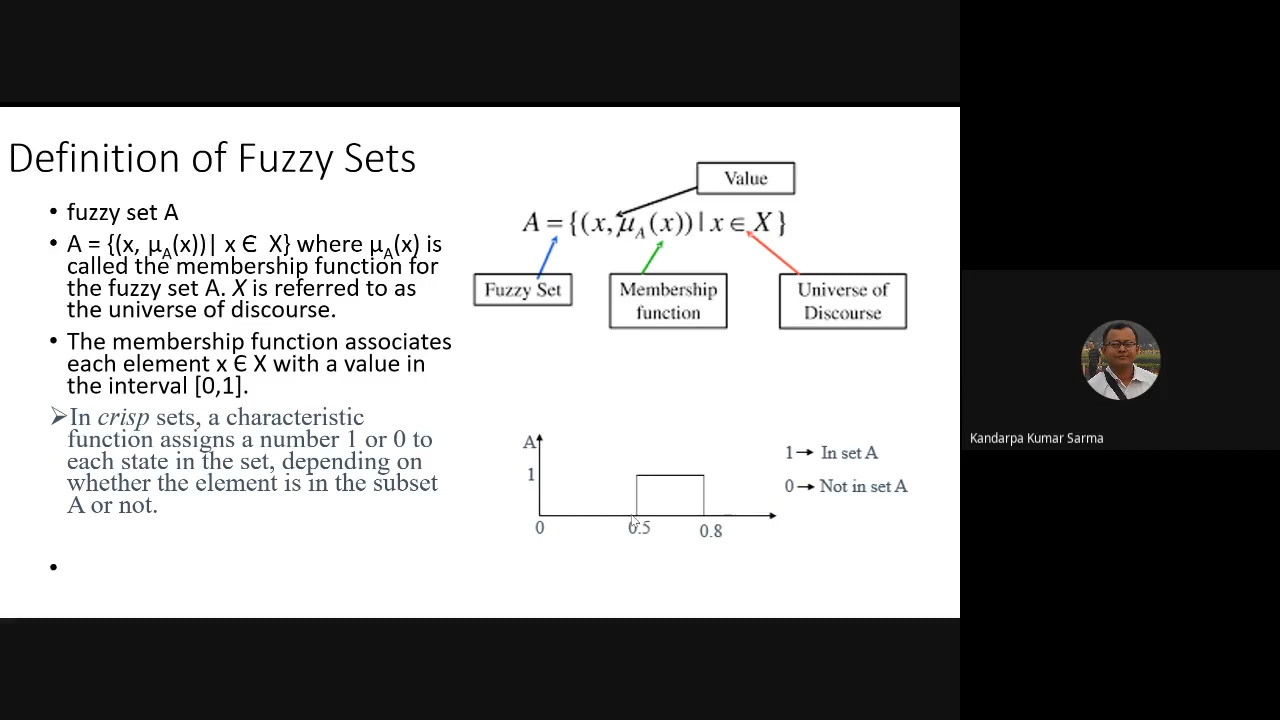 Definition of Fuzzy Sets
• fuzzy set A
• A = {(x, μA(x))| x Є X} where μA(x) is
called the membership function for
the fuzzy set A. X is referred to as
the universe of discourse.
• The membership function associates
each element x Є X with a value in
the interval [0,1].
➢In crisp sets, a characteristic
function assigns a number 1 or 0 to
each state in the set, depending on
whether the element is in the subset
A or not.
•
Value
A = {(x, μA(x)) | x ∈ X}
Fuzzy Set
Membership
function
Universe of
Discourse
A
1
0
0.5
0.8
1→ In set A
0→ Not in set A
Kandarpa Kumar Sarma